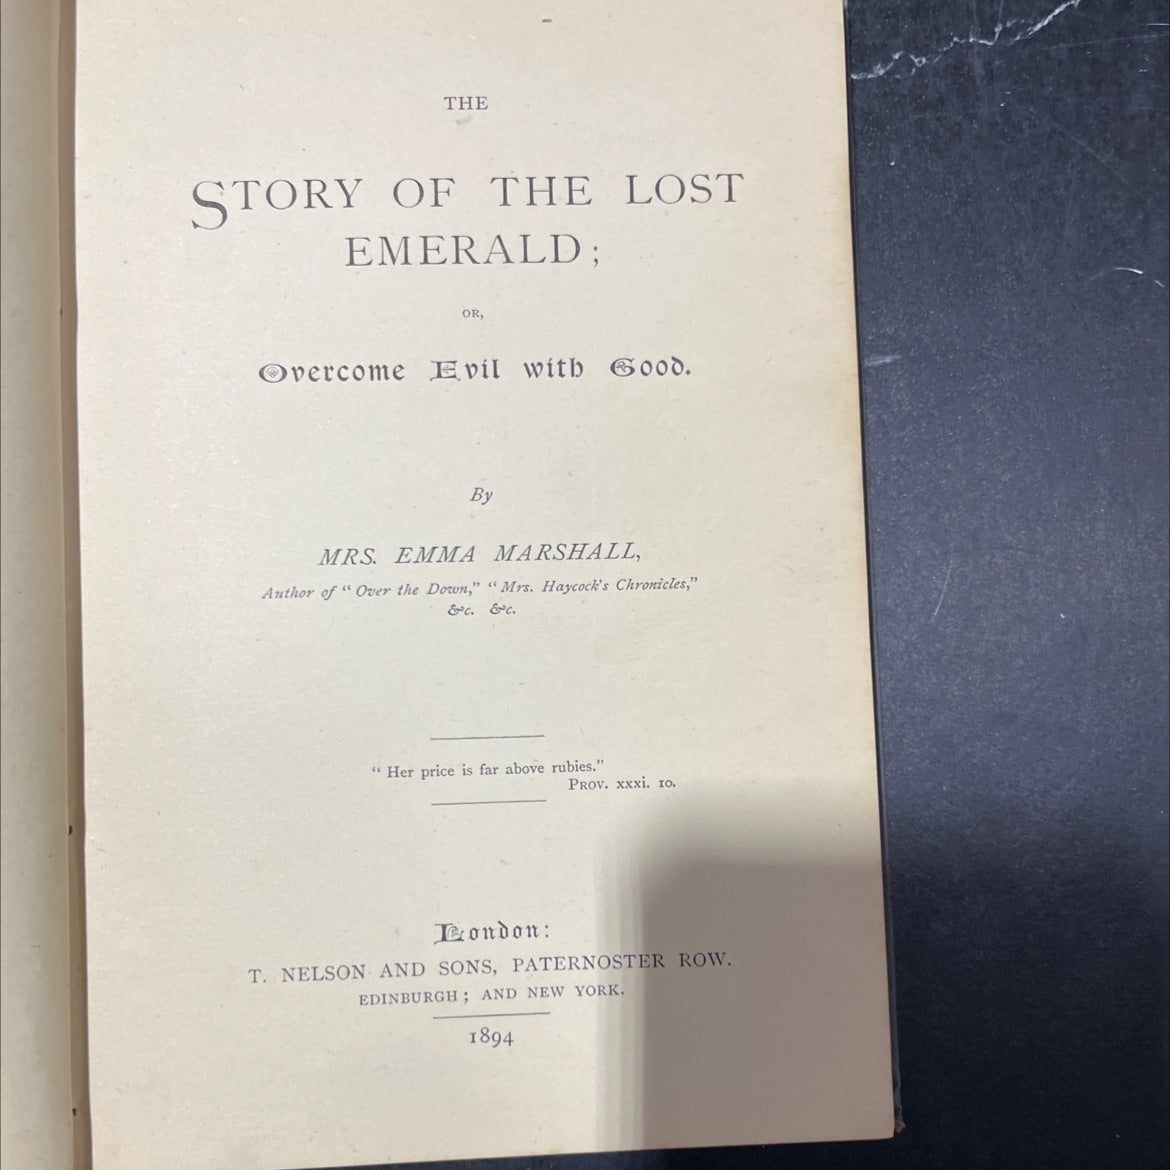 THE
STORY OF THE LOST
EMERALD;
OR,
Overcome Evil with Good.
By
MRS. EMMA MARSHALL,
Author of "Over the Down," "Mrs. Haycock's Chronicles,"
&c. &c.
"Her price is far above rubies."
PROV. xxxi. 10.
London:
T. NELSON AND SONS, PATERNOSTER ROW.
EDINBURGH; AND NEW YORK.
1894